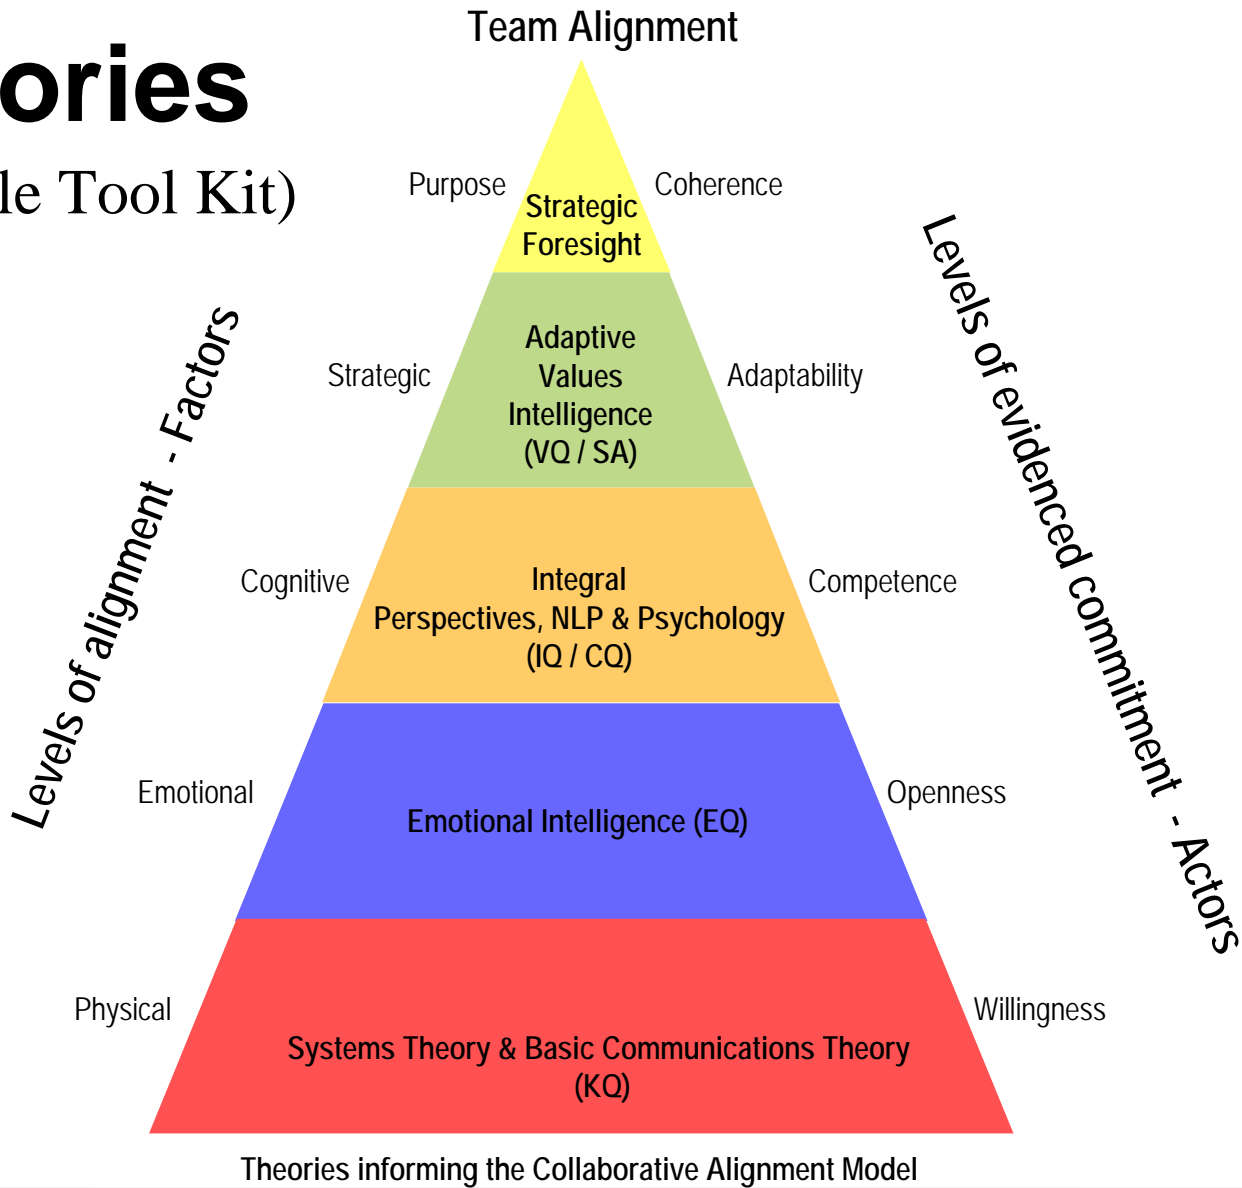 Team Alignment
ories
le Tool Kit)
Purpose
Coherence
Strategic
Foresight
Levels of alignment - Factors
Levels of evidenced commitment - Actors
Strategic
Adaptive
Values
Intelligence
(VQ / SA)
Adaptability
Cognitive
Integral
Perspectives, NLP & Psychology
(IQ / CQ)
Competence
Emotional
Emotional Intelligence (EQ)
Openness
Physical
Systems Theory & Basic Communications Theory
(KQ)
Willingness
Theories informing the Collaborative Alignment Model